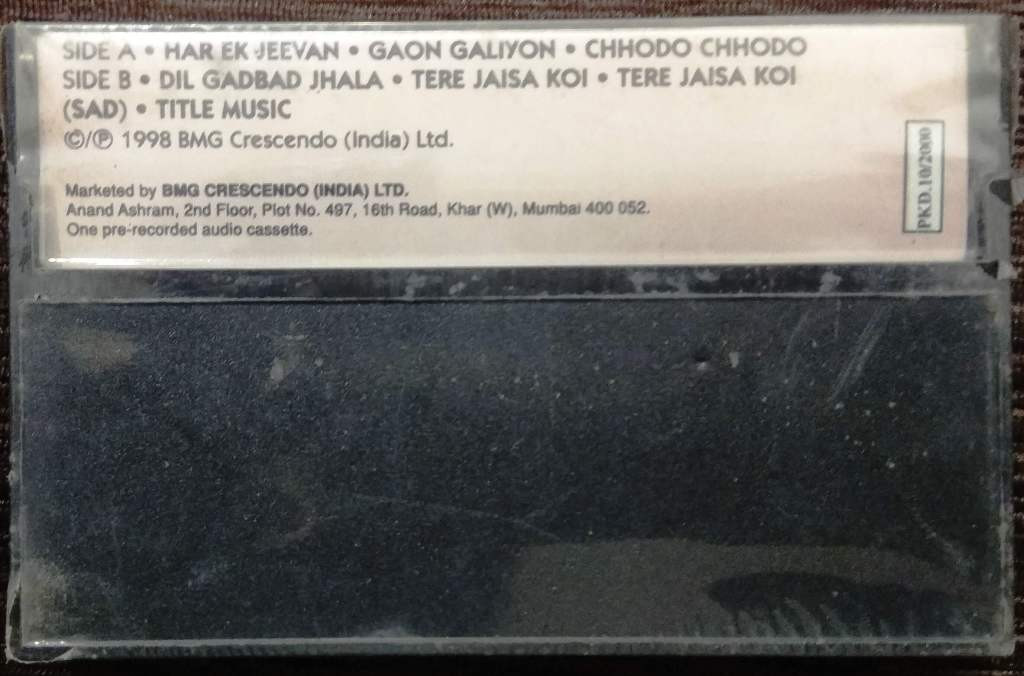 SIDE A • HAR EK JEEVAN • GAON GALIYON • CHHODO CHHODO
SIDE B • DIL GADBAD JHALA • TERE JAISA KOI • TERE JAISA KOI
(SAD) • TITLE MUSIC
©/℗ 1998 BMG Crescendo (India) Ltd.
Marketed by BMG CRESCENDO (INDIA) LTD.
Anand Ashram, 2nd Floor, Plot No. 497, 16th Road, Khar (W), Mumbai 400 052.
One pre-recorded audio cassette.
PKD.10/2000